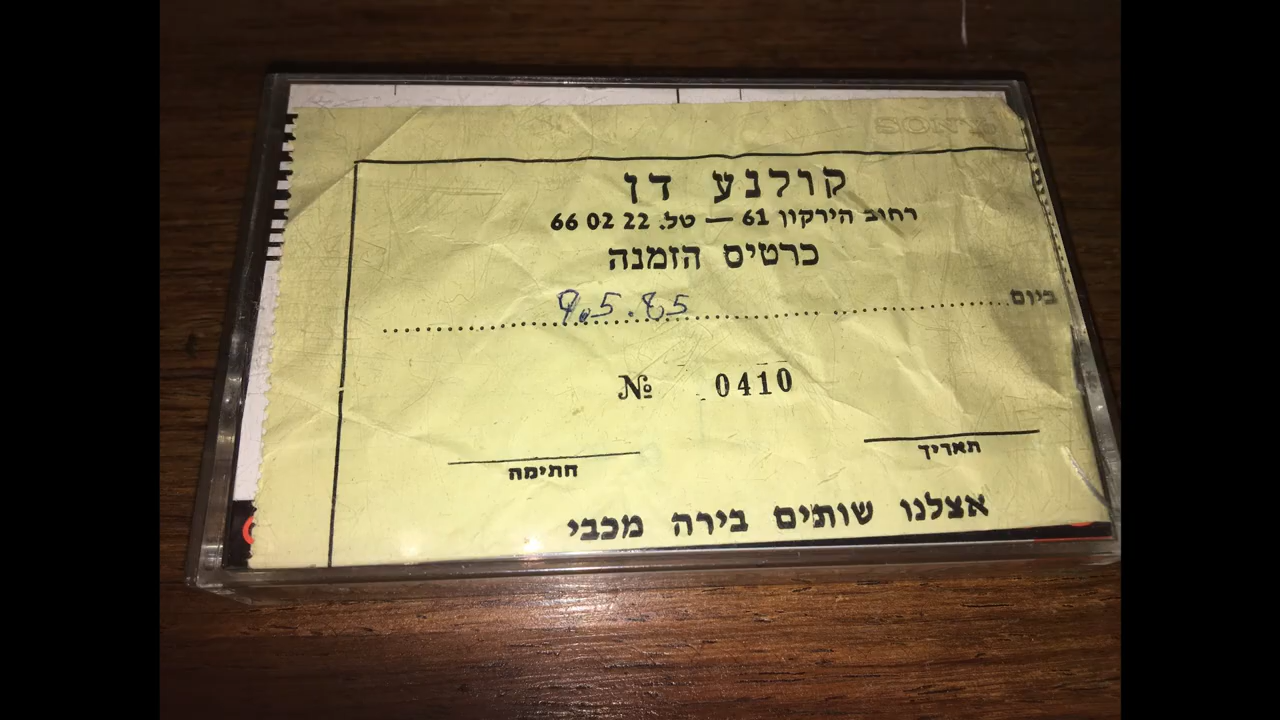 SONY
קולנע דן
רחוב הירקון 61 — טל. 22 02 66
כרטיס הזמנה
ביום 9.5.85
№ 0410
תאריך
חתימה
אצלנו שותים בירה מכבי